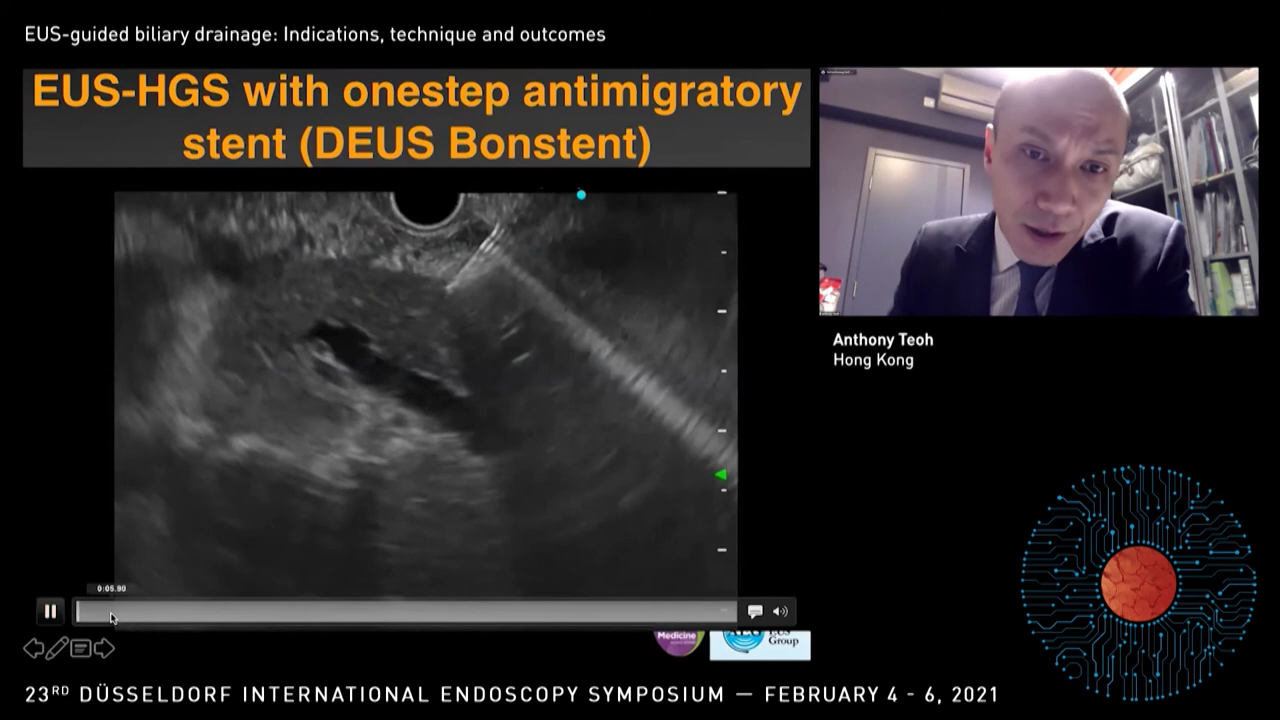 EUS-guided biliary drainage: Indications, technique and outcomes
EUS-HGS with onestep antimigratory
stent (DEUS Bonstent)
Anthony Teoh
Hong Kong
0:05.90
Medicine
Group
23RD DÜSSELDORF INTERNATIONAL ENDOSCOPY SYMPOSIUM — FEBRUARY 4 - 6, 2021